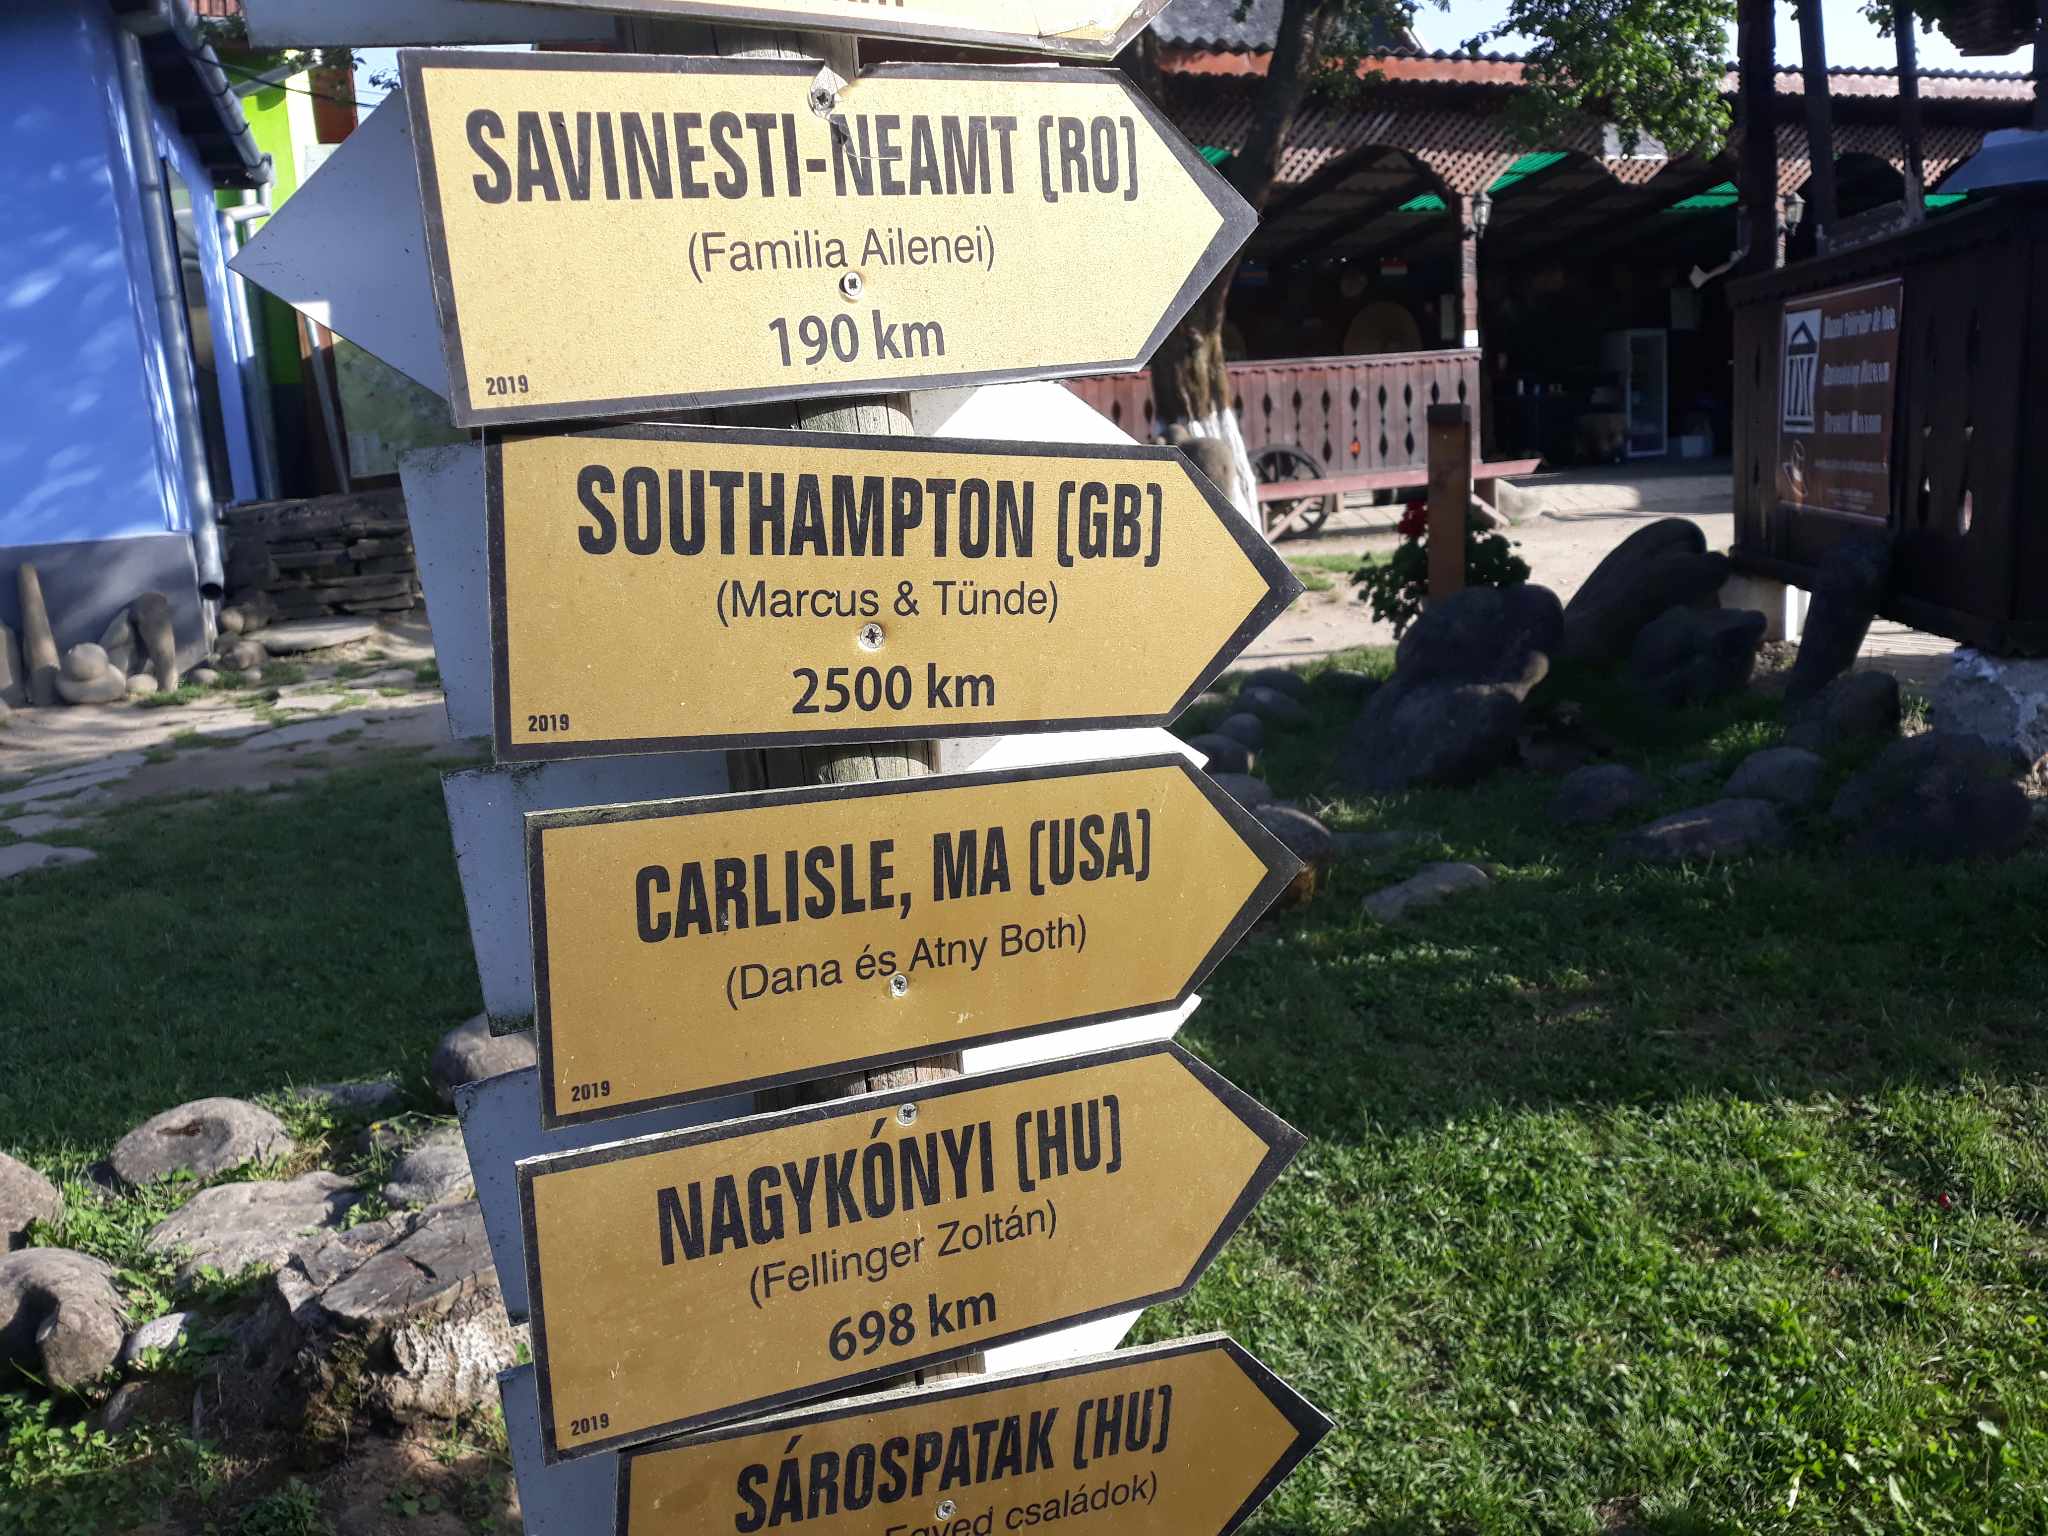 SAVINESTI-NEAMT (RO)
(Familia Ailenei)
190 km
2019
SOUTHAMPTON (GB)
(Marcus & Tünde)
2500 km
2019
CARLISLE, MA (USA)
(Dana és Atny Both)
2019
NAGYKÓNYI (HU)
(Fellinger Zoltán)
698 km
2019
SÁROSPATAK (HU)
Egyed családok)